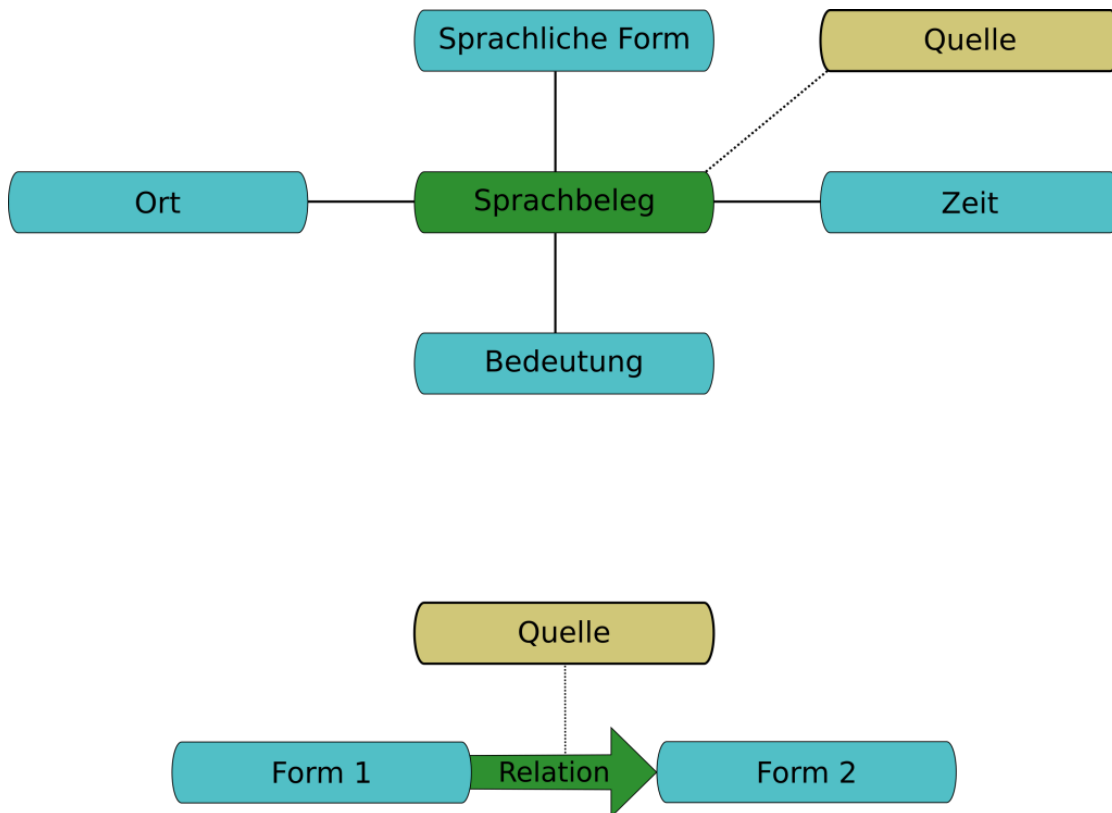 Sprachliche Form
Quelle
Ort
Sprachbeleg
Zeit
Bedeutung
Quelle
Form 1
Relation
Form 2